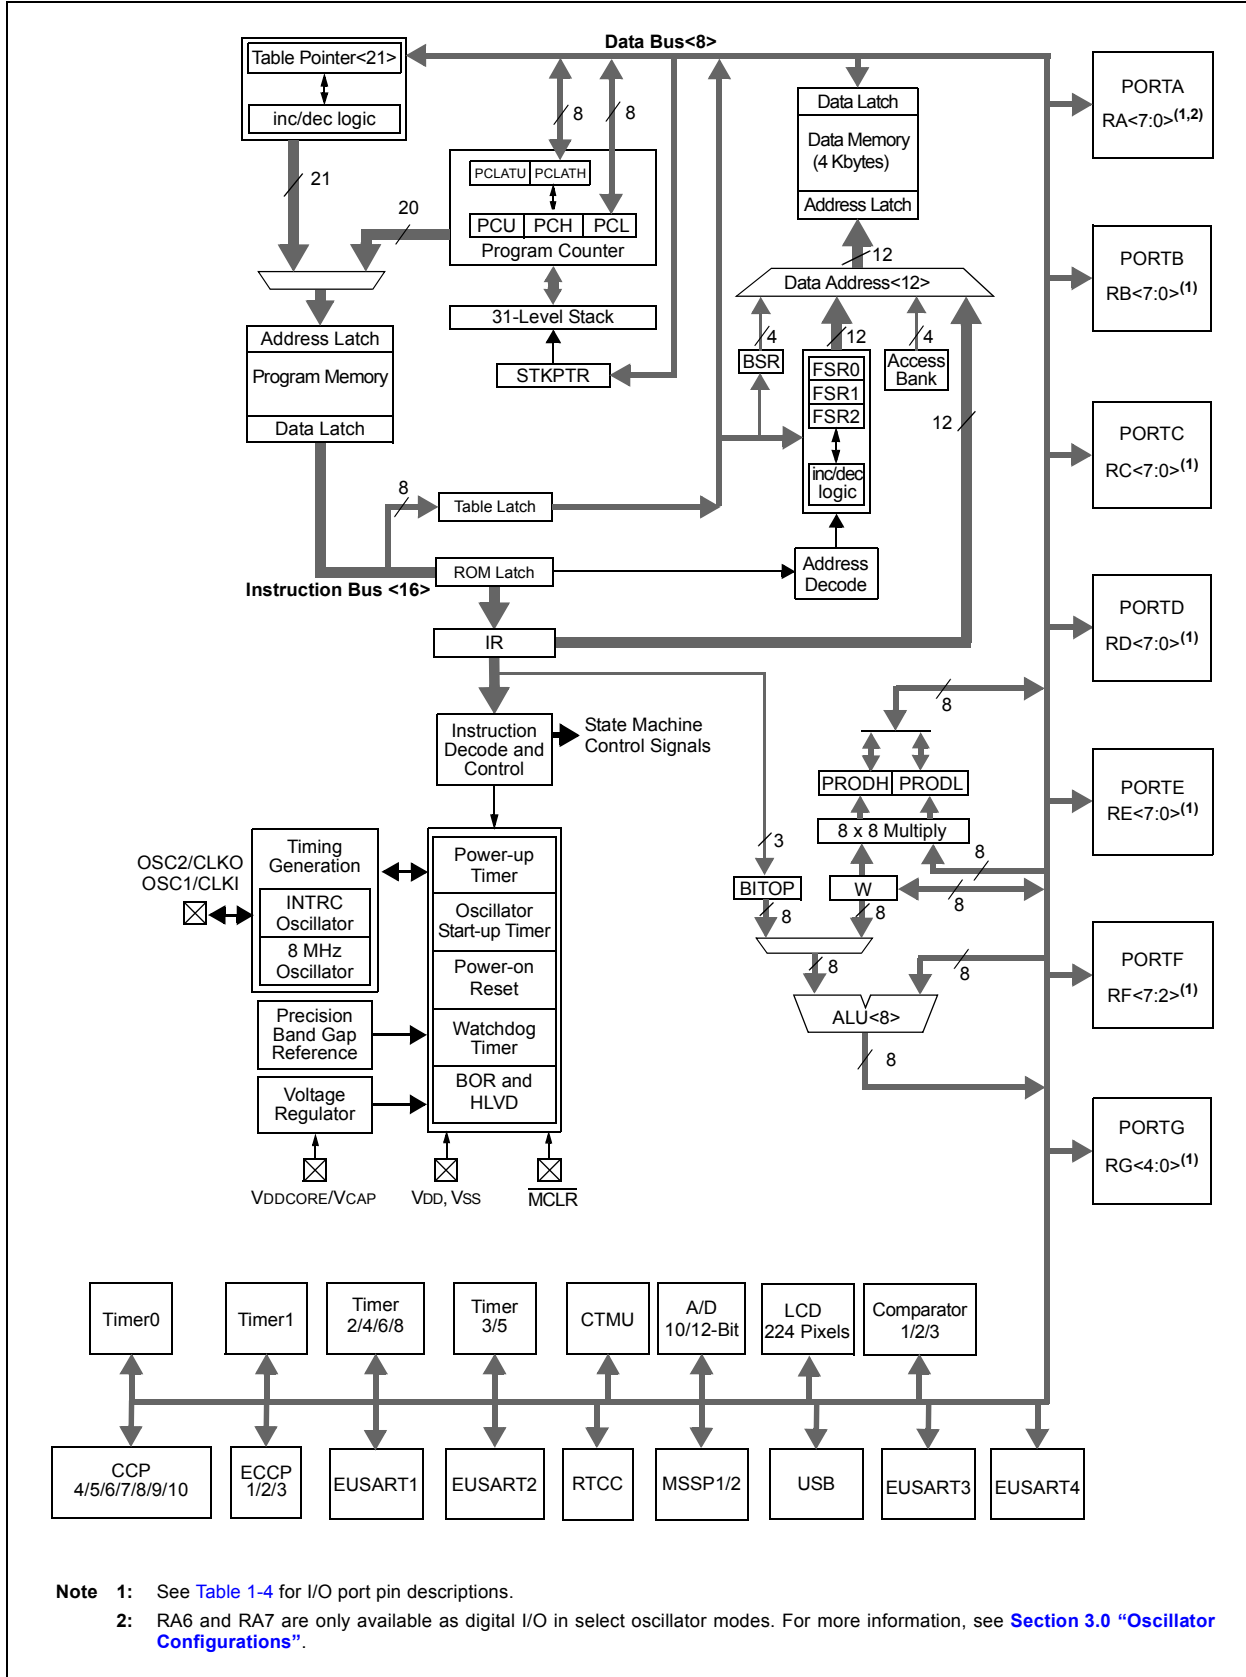 Data Bus<8>
Table Pointer<21>
inc/dec logic
21
20
8
8
PCLATU PCLATH
PCU PCH PCL
Program Counter
31-Level Stack
STKPTR
Data Latch
Data Memory
(4 Kbytes)
Address Latch
12
Data Address<12>
4
12
4
BSR
FSR0
FSR1
FSR2
inc/dec
logic
Access
Bank
12
Address Latch
Program Memory
Data Latch
8
Table Latch
ROM Latch
Instruction Bus <16>
Address
Decode
IR
Instruction
Decode and
Control
State Machine
Control Signals
8
PRODH PRODL
8 x 8 Multiply
3
8
BITOP
W
8
8
8
8
8
ALU<8>
8
OSC2/CLKO
OSC1/CLKI
Timing
Generation
INTRC
Oscillator
8 MHz
Oscillator
Precision
Band Gap
Reference
Voltage
Regulator
Power-up
Timer
Oscillator
Start-up Timer
Power-on
Reset
Watchdog
Timer
BOR and
HLVD
VDDCORE/VCAP
VDD, VSS
MCLR
PORTA
RA<7:0>(1,2)
PORTB
RB<7:0>(1)
PORTC
RC<7:0>(1)
PORTD
RD<7:0>(1)
PORTE
RE<7:0>(1)
PORTF
RF<7:2>(1)
PORTG
RG<4:0>(1)
Timer0
Timer1
Timer
2/4/6/8
Timer
3/5
CTMU
A/D
10/12-Bit
LCD
224 Pixels
Comparator
1/2/3
CCP
4/5/6/7/8/9/10
ECCP
1/2/3
EUSART1
EUSART2
RTCC
MSSP1/2
USB
EUSART3
EUSART4
Note 1: See Table 1-4 for I/O port pin descriptions.
2: RA6 and RA7 are only available as digital I/O in select oscillator modes. For more information, see Section 3.0 “Oscillator
Configurations”.